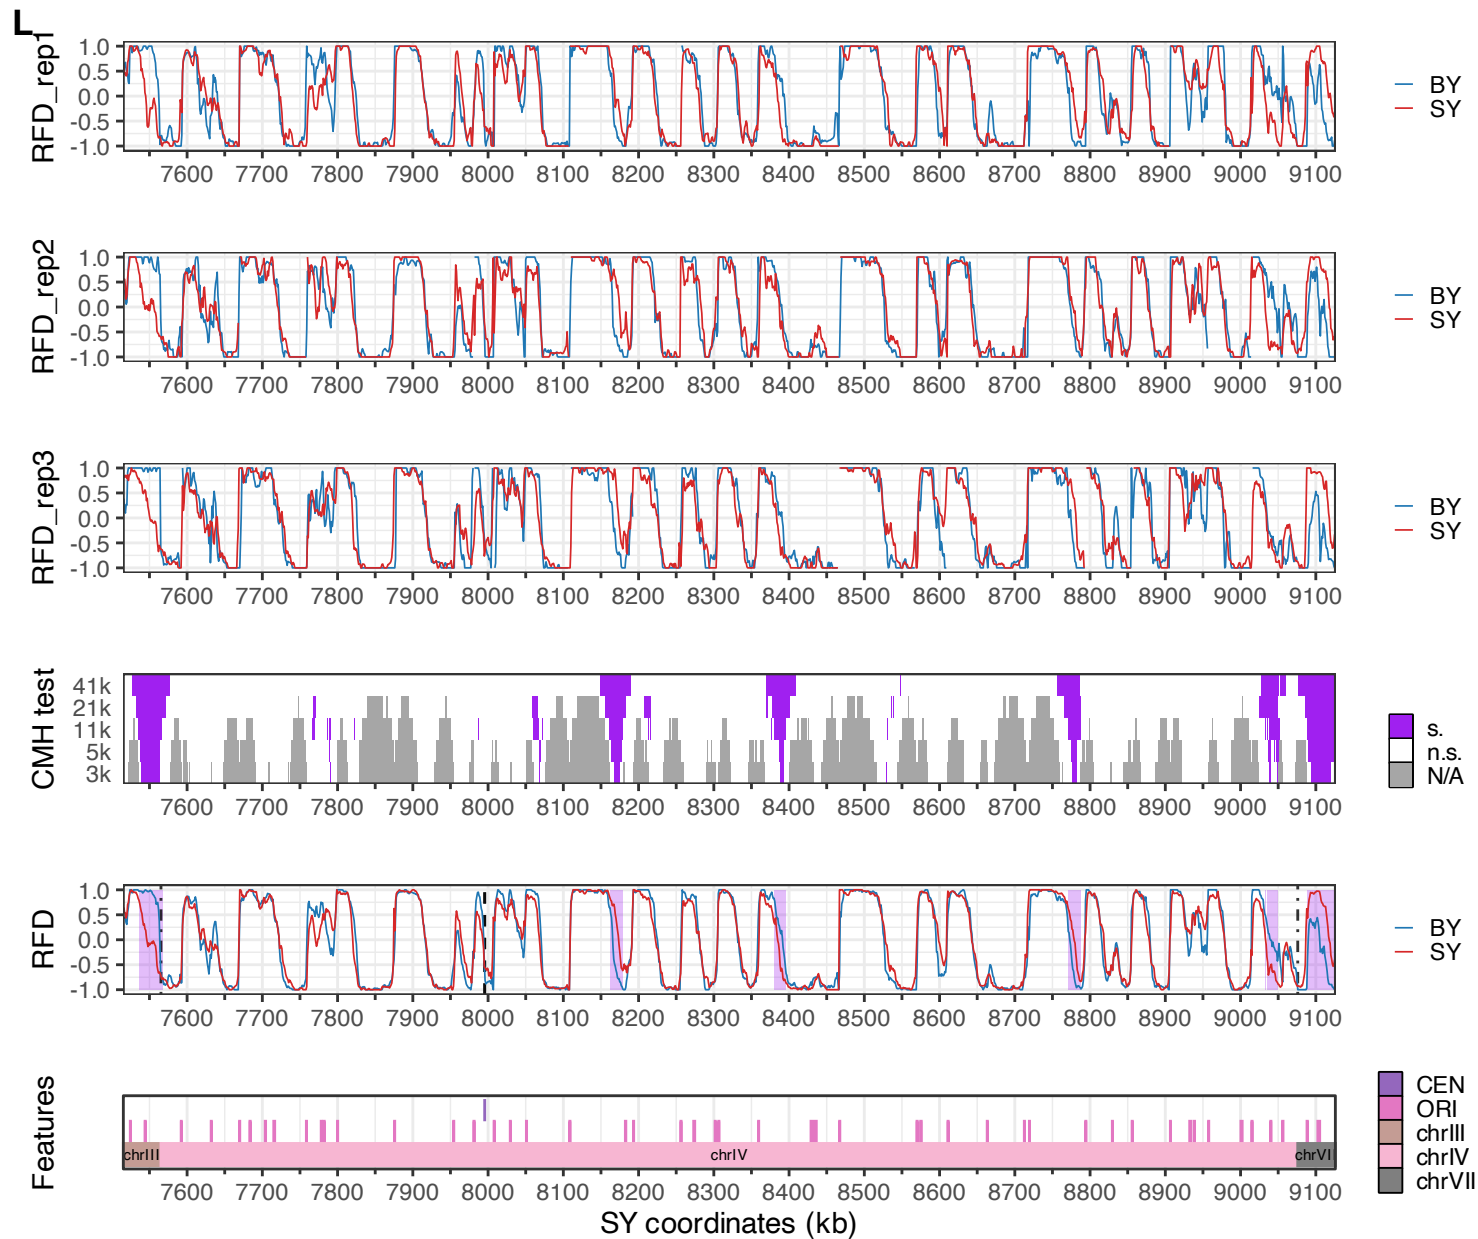 L
RFD_rep1
1.0
0.5
0.0
-0.5
-1.0
7600 7700 7800 7900 8000 8100 8200 8300 8400 8500 8600 8700 8800 8900 9000 9100
BY
SY
RFD_rep2
1.0
0.5
0.0
-0.5
-1.0
7600 7700 7800 7900 8000 8100 8200 8300 8400 8500 8600 8700 8800 8900 9000 9100
BY
SY
RFD_rep3
1.0
0.5
0.0
-0.5
-1.0
7600 7700 7800 7900 8000 8100 8200 8300 8400 8500 8600 8700 8800 8900 9000 9100
BY
SY
CMH test
41k
21k
11k
5k
3k
7600 7700 7800 7900 8000 8100 8200 8300 8400 8500 8600 8700 8800 8900 9000 9100
s.
n.s.
N/A
RFD
1.0
0.5
0.0
-0.5
-1.0
7600 7700 7800 7900 8000 8100 8200 8300 8400 8500 8600 8700 8800 8900 9000 9100
BY
SY
Features
chrIII chrIV chrVII
7600 7700 7800 7900 8000 8100 8200 8300 8400 8500 8600 8700 8800 8900 9000 9100
CEN
ORI
chrIII
chrIV
chrVII
SY coordinates (kb)